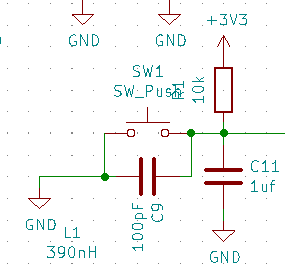 GND
GND
+3V3
SW1
SW_Push
R1
10k
C11
1uf
100pF
C9
GND
L1
390nH
GND